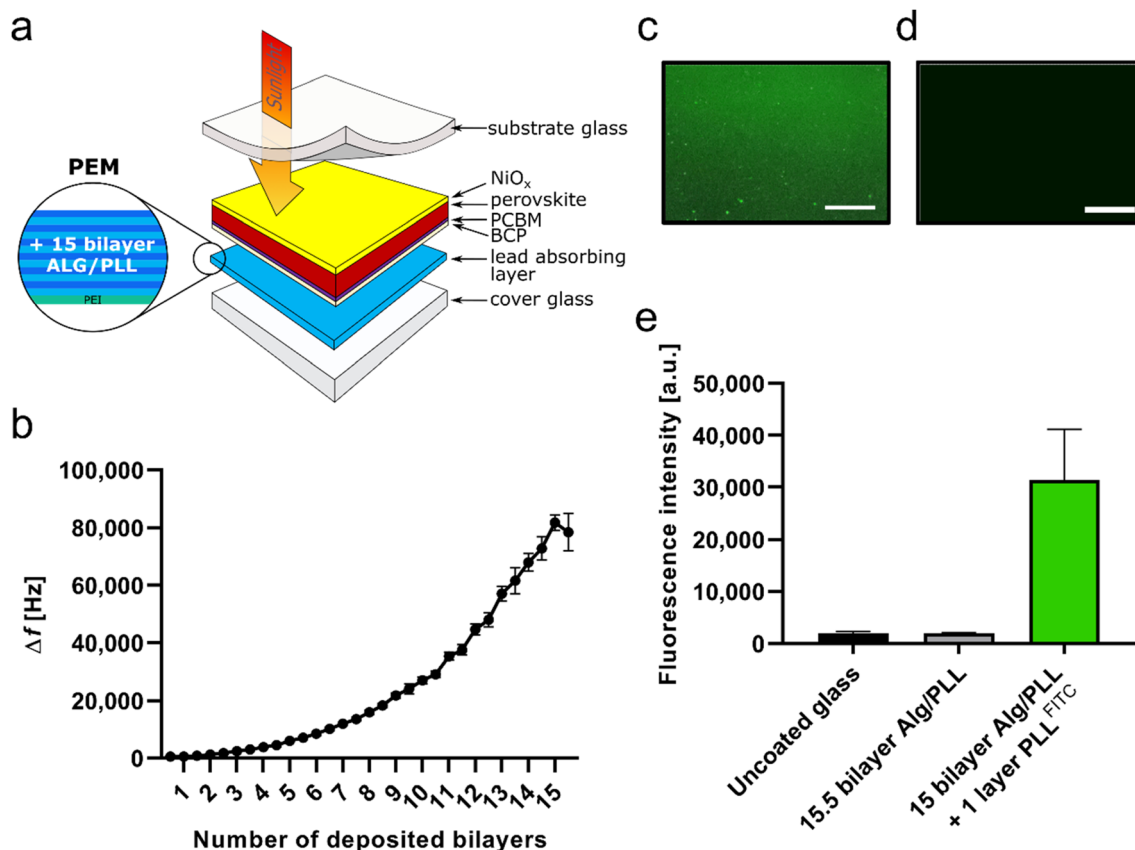 a
Sunlight
substrate glass
NiOx
perovskite
PCBM
BCP
lead absorbing
layer
cover glass
PEM
+ 15 bilayer
ALG/PLL
PEI
b
100,000
80,000
60,000
40,000
20,000
0
Δf [Hz]
1
2
3
4
5
6
7
8
9
10
11
12
13
14
15
Number of deposited bilayers
c
d
e
50,000
40,000
30,000
20,000
10,000
0
Fluorescence intensity [a.u.]
Uncoated glass
15.5 bilayer Alg/PLL
15 bilayer Alg/PLL
+ 1 layer PLL FITC